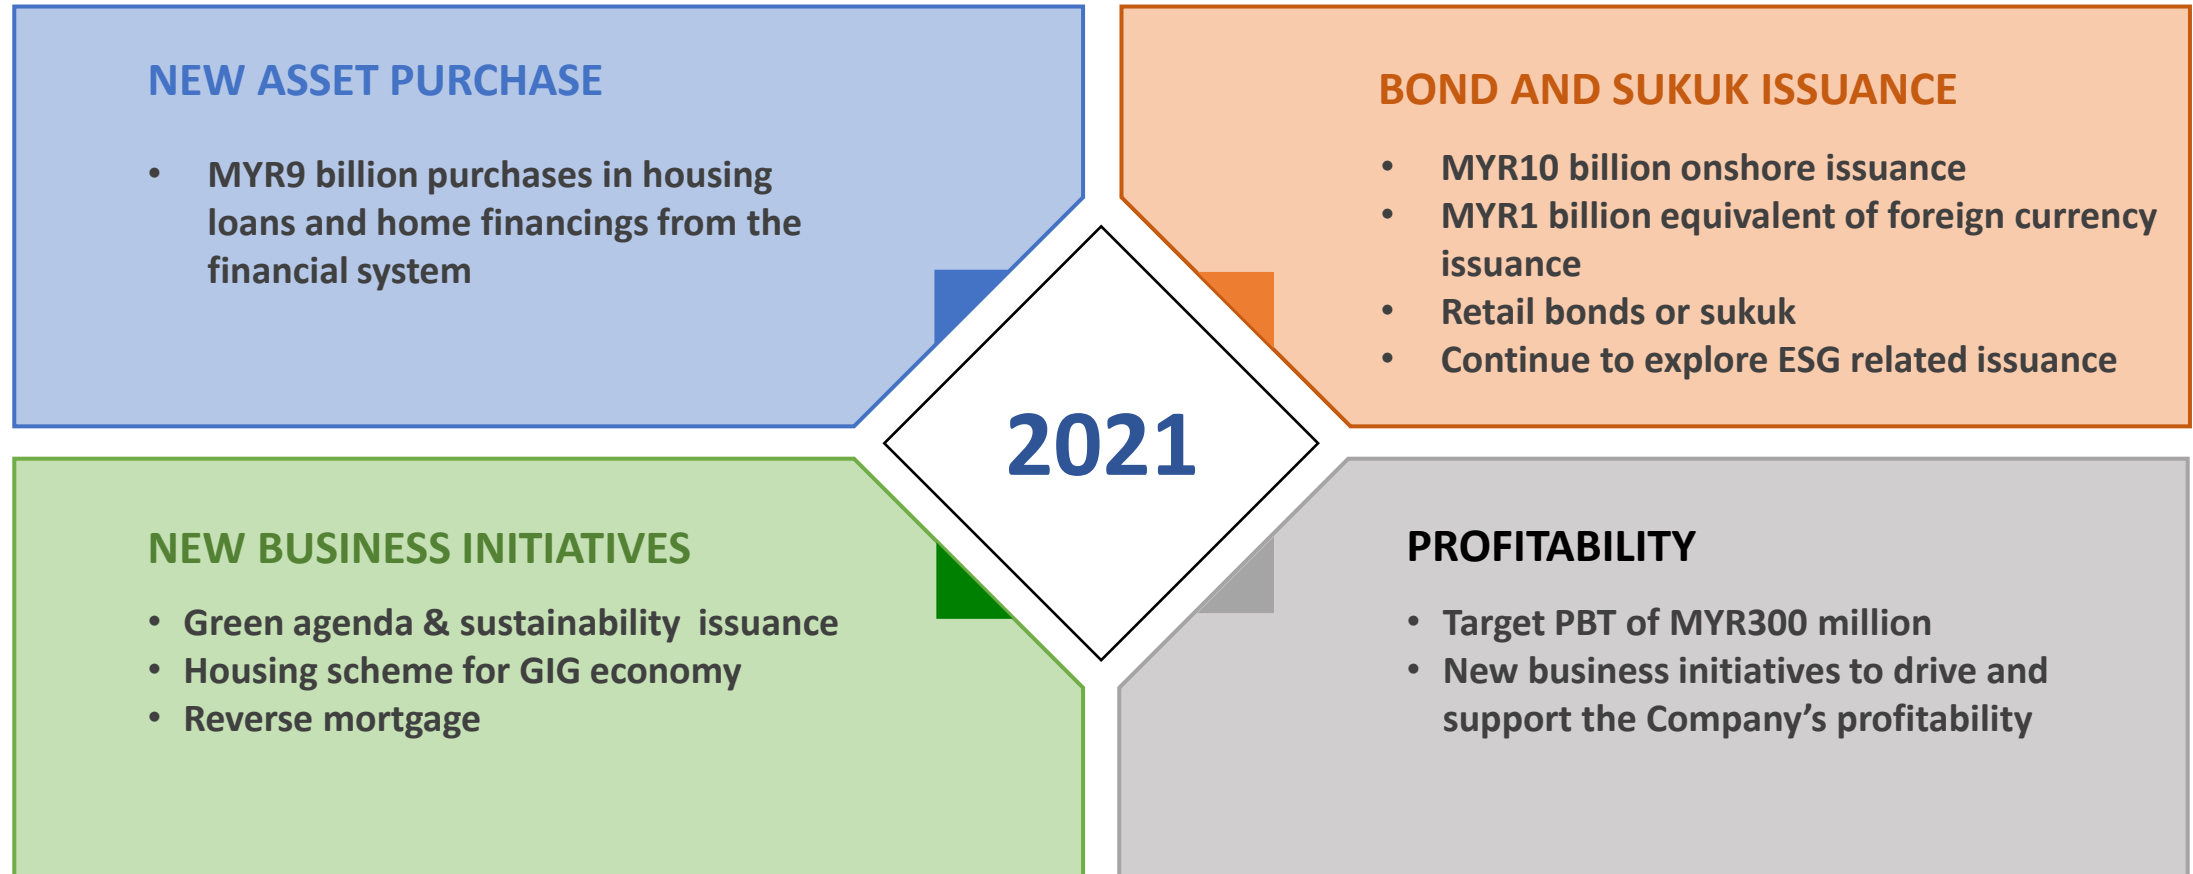 NEW ASSET PURCHASE
• MYR9 billion purchases in housing
loans and home financings from the
financial system
BOND AND SUKUK ISSUANCE
• MYR10 billion onshore issuance
• MYR1 billion equivalent of foreign currency
issuance
• Retail bonds or sukuk
• Continue to explore ESG related issuance
2021
NEW BUSINESS INITIATIVES
• Green agenda & sustainability  issuance
• Housing scheme for GIG economy
• Reverse mortgage
PROFITABILITY
• Target PBT of MYR300 million
• New business initiatives to drive and
support the Company’s profitability